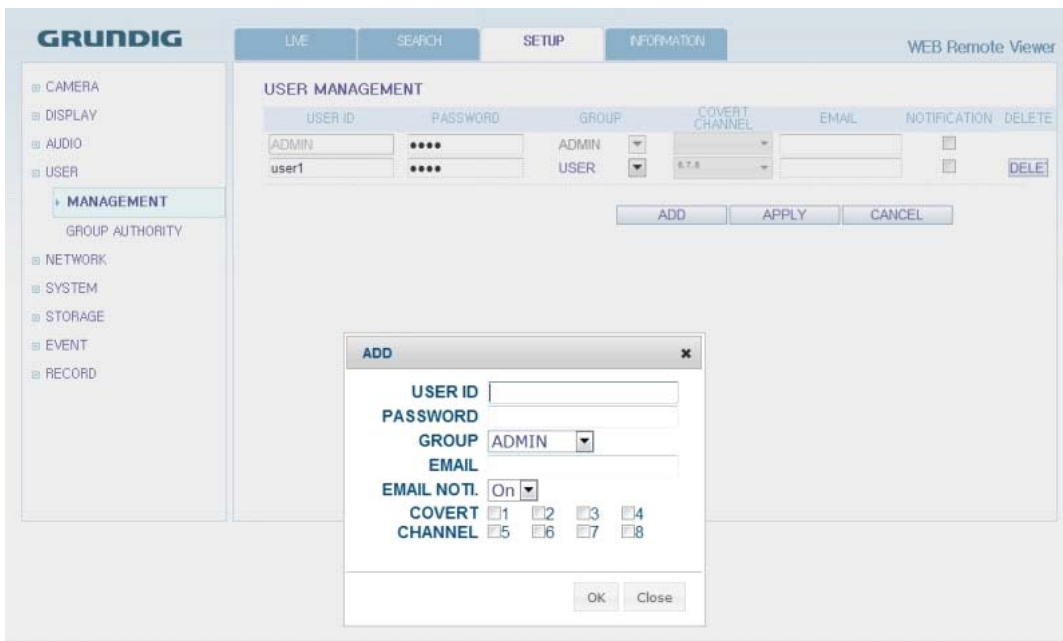 GRUNDIG
LIVE
SEARCH
SETUP
INFORMATION
WEB Remote Viewer
CAMERA
DISPLAY
AUDIO
USER
MANAGEMENT
GROUP AUTHORITY
NETWORK
SYSTEM
STORAGE
EVENT
RECORD
USER MANAGEMENT
USER ID PASSWORD GROUP COVERT CHANNEL EMAIL NOTIFICATION DELETE
ADMIN •••• ADMIN
user1 •••• USER 6,7,8 DELE
ADD APPLY CANCEL
ADD
USER ID
PASSWORD
GROUP ADMIN
EMAIL
EMAIL NOTI. On
COVERT 1 2 3 4
CHANNEL 5 6 7 8
OK Close